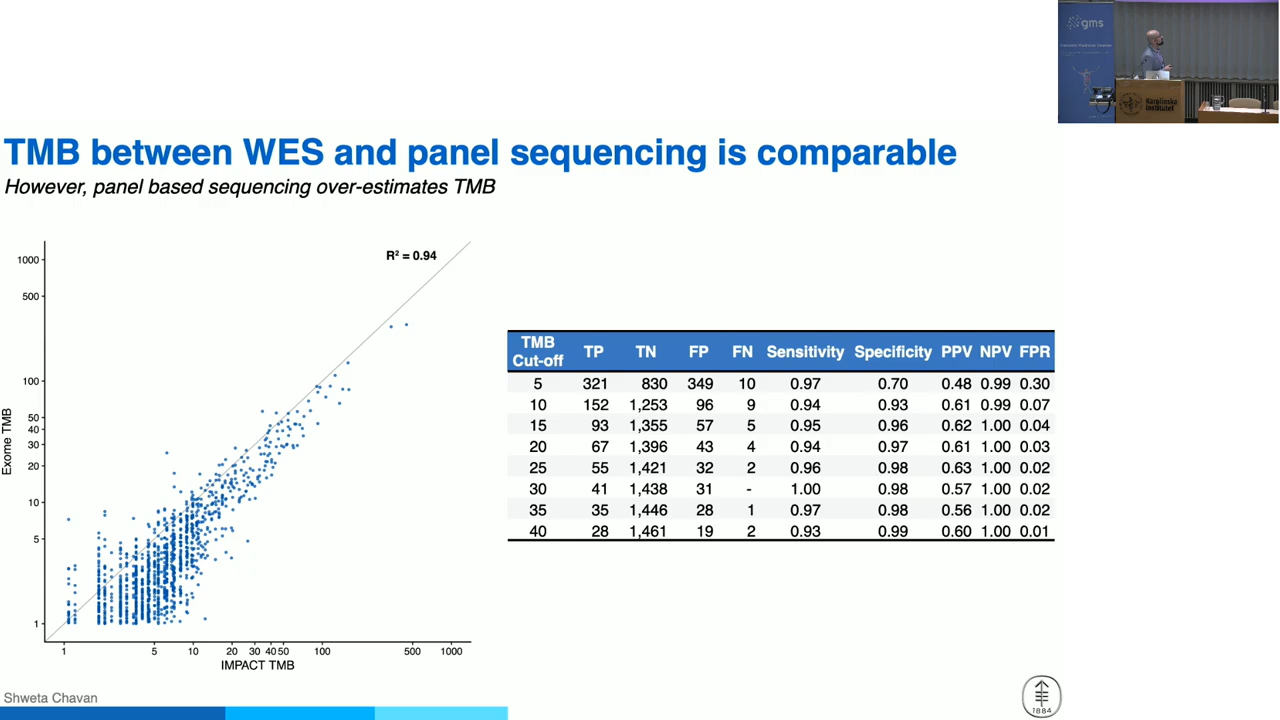 gms
Karolinska
Institutet
TMB between WES and panel sequencing is comparable
However, panel based sequencing over-estimates TMB
R² = 0.94
1000
500
100
50
40
30
20
10
5
1
Exome TMB
1 5 10 20 30 40 50 100 500 1000
IMPACT TMB
TMB Cut-off TP TN FP FN Sensitivity Specificity PPV NPV FPR
5 321 830 349 10 0.97 0.70 0.48 0.99 0.30
10 152 1,253 96 9 0.94 0.93 0.61 0.99 0.07
15 93 1,355 57 5 0.95 0.96 0.62 1.00 0.04
20 67 1,396 43 4 0.94 0.97 0.61 1.00 0.03
25 55 1,421 32 2 0.96 0.98 0.63 1.00 0.02
30 41 1,438 31 - 1.00 0.98 0.57 1.00 0.02
35 35 1,446 28 1 0.97 0.98 0.56 1.00 0.02
40 28 1,461 19 2 0.93 0.99 0.60 1.00 0.01
Shweta Chavan
1884